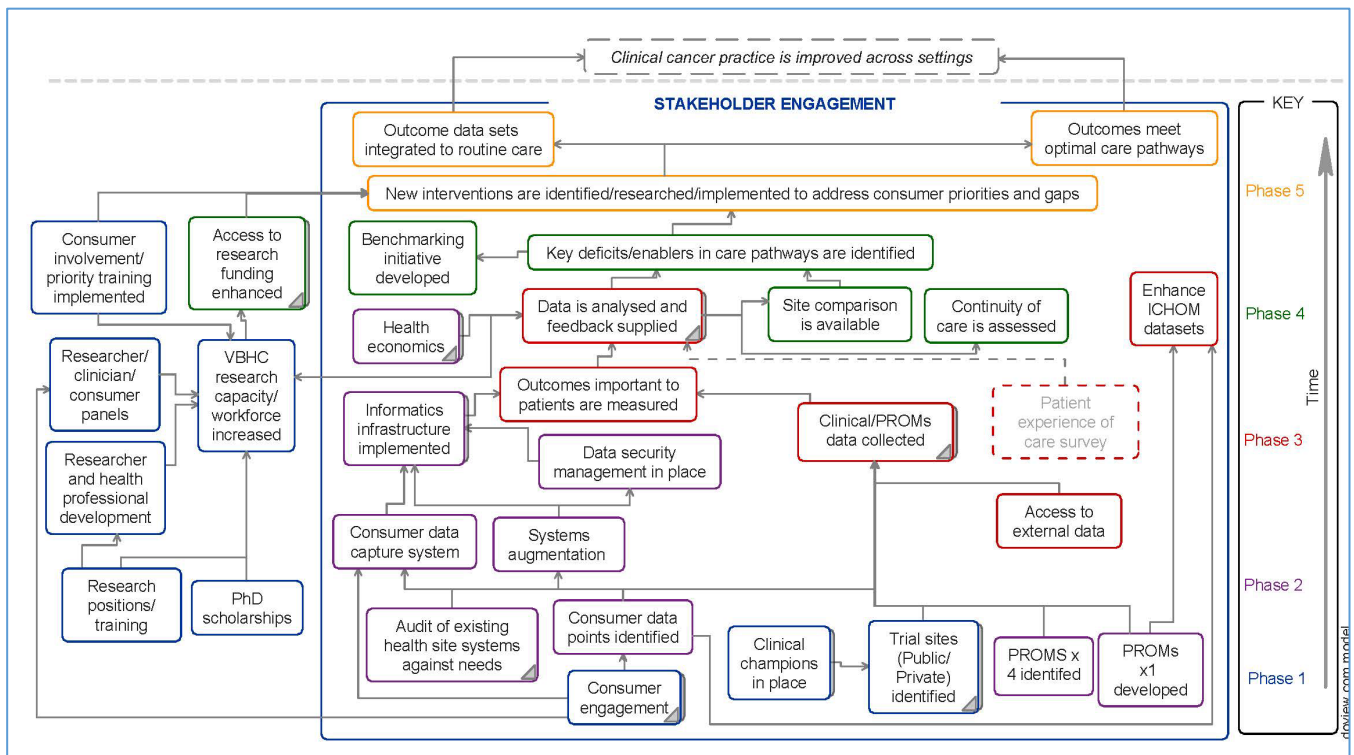 Clinical cancer practice is improved across settings
STAKEHOLDER ENGAGEMENT
KEY
Outcome data sets
integrated to routine care
Outcomes meet
optimal care pathways
New interventions are identified/researched/implemented to address consumer priorities and gaps
Phase 5
Consumer
involvement/
priority training
implemented
Access to
research
funding
enhanced
Benchmarking
initiative
developed
Key deficits/enablers in care pathways are identified
Health
economics
Data is analysed and
feedback supplied
Site comparison
is available
Continuity of
care is assessed
Enhance
ICHOM
datasets
Phase 4
Researcher/
clinician/
consumer
panels
VBHC
research
capacity/
workforce
increased
Outcomes important to
patients are measured
Time
Informatics
infrastructure
implemented
Clinical/PROMs
data collected
Patient
experience of
care survey
Phase 3
Researcher
and health
professional
development
Data security
management in place
Consumer data
capture system
Systems
augmentation
Access to
external data
Research
positions/
training
PhD
scholarships
Phase 2
Audit of existing
health site systems
against needs
Consumer data
points identified
Clinical
champions
in place
Trial sites
(Public/
Private)
identified
PROMS x
4 identifed
PROMs
x1
developed
Consumer
engagement
Phase 1
doview.com model